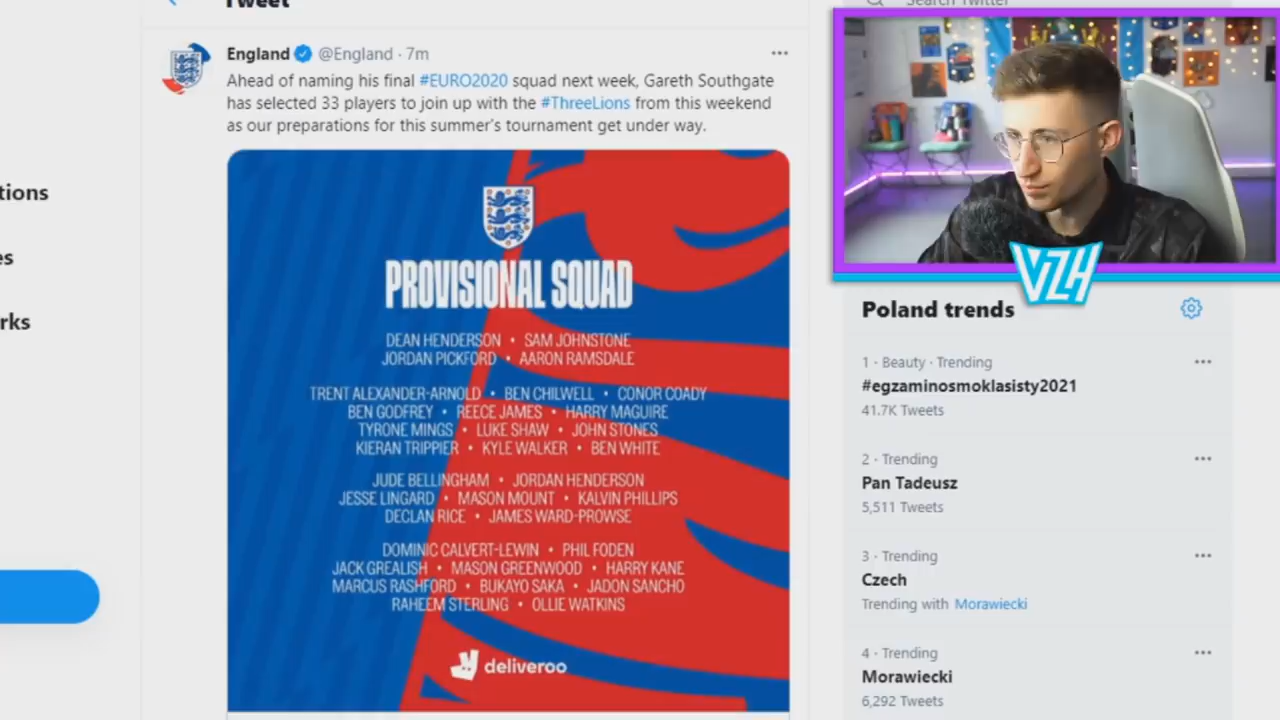 Tweet
Search Twitter
England @England · 7m
Ahead of naming his final #EURO2020 squad next week, Gareth Southgate
has selected 33 players to join up with the #ThreeLions from this weekend
as our preparations for this summer's tournament get under way.
PROVISIONAL SQUAD
DEAN HENDERSON • SAM JOHNSTONE
JORDAN PICKFORD • AARON RAMSDALE
TRENT ALEXANDER-ARNOLD • BEN CHILWELL • CONOR COADY
BEN GODFREY • REECE JAMES • HARRY MAGUIRE
TYRONE MINGS • LUKE SHAW • JOHN STONES
KIERAN TRIPPIER • KYLE WALKER • BEN WHITE
JUDE BELLINGHAM • JORDAN HENDERSON
JESSE LINGARD • MASON MOUNT • KALVIN PHILLIPS
DECLAN RICE • JAMES WARD-PROWSE
DOMINIC CALVERT-LEWIN • PHIL FODEN
JACK GREALISH • MASON GREENWOOD • HARRY KANE
MARCUS RASHFORD • BUKAYO SAKA • JADON SANCHO
RAHEEM STERLING • OLLIE WATKINS
deliveroo
tions
es
rks
VZH
Poland trends
1 · Beauty · Trending
#egzaminosmoklasisty2021
41.7K Tweets
2 · Trending
Pan Tadeusz
5,511 Tweets
3 · Trending
Czech
Trending with Morawiecki
4 · Trending
Morawiecki
6,292 Tweets